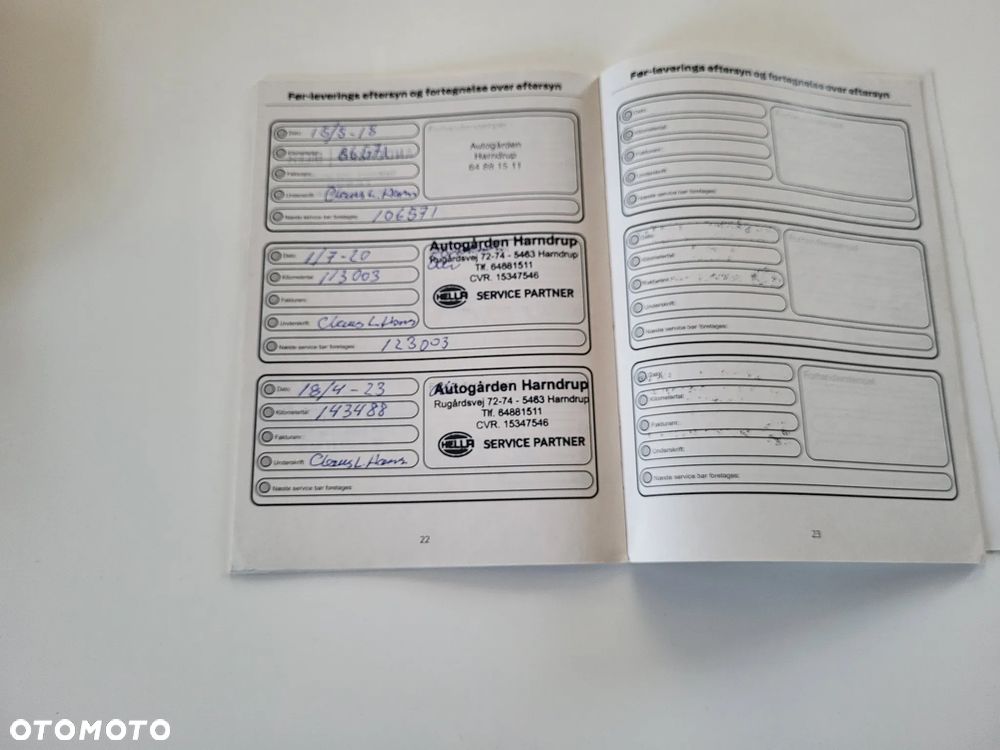 Før-leverings eftersyn og fortegnelse over eftersyn
Dato: 15/5-18
86571
Autogården
Harndrup
64 88 15 11
Underskrift: Claus L. Hans
Næste service bør foretages: 106571
Dato: 1/7-20
Kilometertal: 113003
Fakturanr.:
Underskrift: Claus L. Hans
Næste service bør foretages: 123003
Autogården Harndrup
Rugårdsvej 72-74 - 5463 Harndrup
Tlf. 64881511
CVR. 15347546
HELLA SERVICE PARTNER
Dato: 18/4-23
Kilometertal: 143488
Fakturanr.:
Underskrift: Claus L. Hans
Næste service bør foretages:
Autogården Harndrup
Rugårdsvej 72-74 - 5463 Harndrup
Tlf. 64881511
CVR. 15347546
HELLA SERVICE PARTNER
22
Før-leverings eftersyn og fortegnelse over eftersyn
Dato:
Kilometertal:
Fakturanr.:
Underskrift:
Næste service bør foretages:
Dato:
Kilometertal:
Fakturanr.:
Underskrift:
Næste service bør foretages:
Kilometertal:
Fakturanr.:
Underskrift:
Næste service bør foretages:
Forhandlerstempel:
23
OTOMOTO